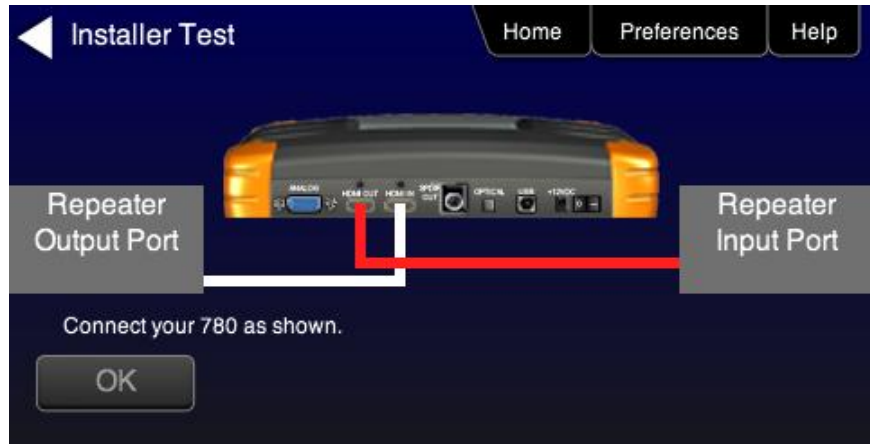 Installer Test
Home
Preferences
Help
ANALOG
HDMI OUT
HDMI IN
SPDIF
OUT
OPTICAL
USB
+12VDC
Repeater
Output Port
Repeater
Input Port
Connect your 780 as shown.
OK